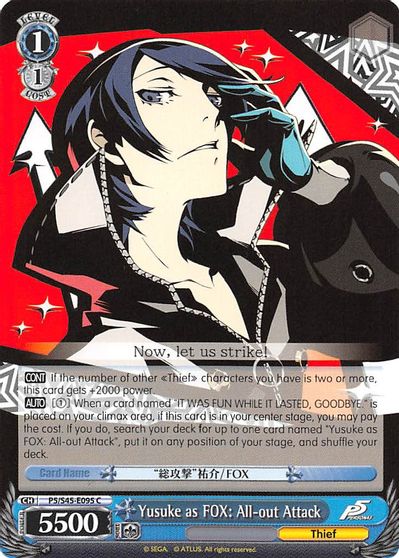 LEVEL
1
1
COST
Now, let us strike!
CONT If the number of other «Thief» characters you have is two or more,
this card gets +2000 power.
AUTO [(1)] When a card named "IT WAS FUN WHILE IT LASTED, GOODBYE." is
placed on your climax area, if this card is in your center stage, you may pay
the cost. If you do, search your deck for up to one card named "Yusuke as
FOX: All-out Attack", put it on any position of your stage, and shuffle your
deck.
Card Name
"総攻撃"祐介/FOX
CH P5/S45-E095 C
5500
Yusuke as FOX: All-out Attack
P5
PERSONA5
Thief
© SEGA. © ATLUS. All rights reserved.